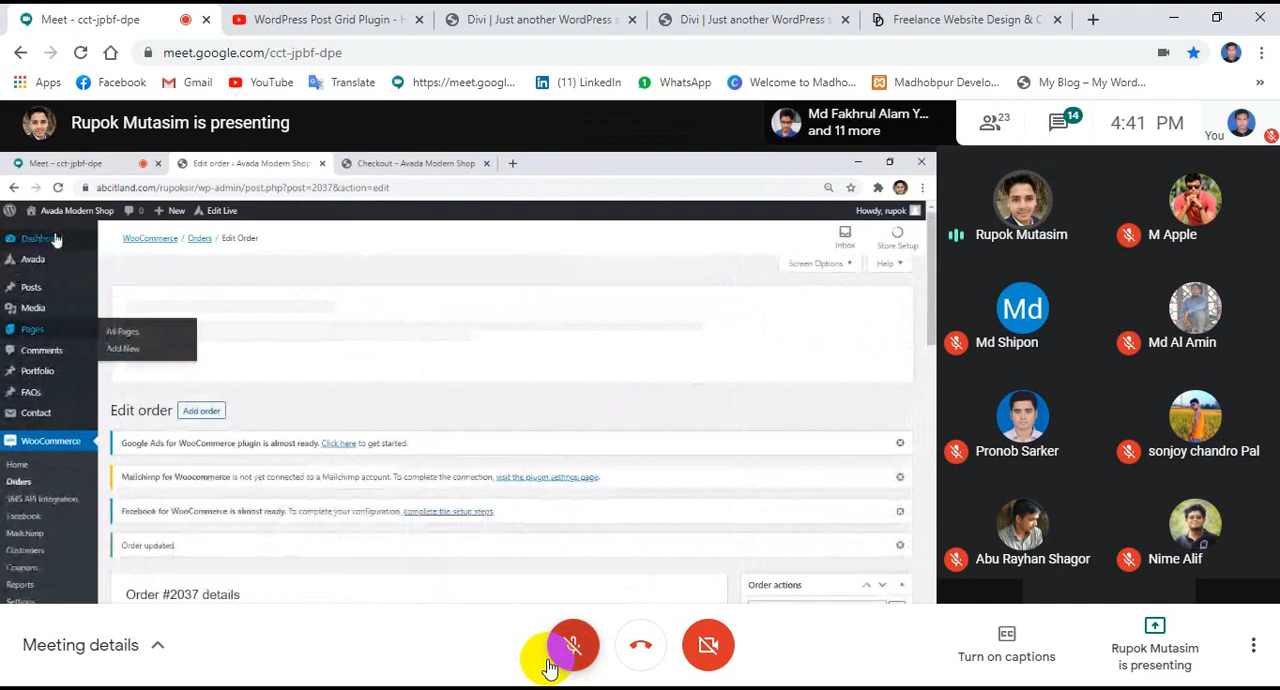 Meet - cct-jpbf-dpe
WordPress Post Grid Plugin - H
Divi | Just another WordPress s
Divi | Just another WordPress s
Freelance Website Design & C
meet.google.com/cct-jpbf-dpe
Apps
Facebook
Gmail
YouTube
Translate
https://meet.googl...
(11) LinkedIn
WhatsApp
Welcome to Madho...
Madhobpur Develo...
My Blog – My Word...
»
Rupok Mutasim is presenting
Md Fakhrul Alam Y...
and 11 more
23
14
4:41 PM
You
Meet – cct-jpbf-dpe
Edit order ‹ Avada Modern Shop
Checkout – Avada Modern Shop
abcitland.com/rupoksir/wp-admin/post.php?post=2037&action=edit
Avada Modern Shop
0
New
Edit Live
Howdy, rupok
Dashboard
Avada
Posts
Media
Pages
All Pages
Add New
Comments
Portfolio
FAQs
Contact
WooCommerce
Home
Orders
SMS API Integration
Facebook
Mailchimp
Customers
Coupons
Reports
Settings
WooCommerce / Orders / Edit Order
Inbox
Store Setup
Screen Options
Help
Edit order
Add order
Google Ads for WooCommerce plugin is almost ready. Click here to get started.
Mailchimp for Woocommerce is not yet connected to a Mailchimp account. To complete the connection, visit the plugin settings page.
Facebook for WooCommerce is almost ready. To complete your configuration, complete the setup steps.
Order updated.
Order #2037 details
Order actions
Rupok Mutasim
M Apple
Md
Md Shipon
Md Al Amin
Pronob Sarker
sonjoy chandro Pal
Abu Rayhan Shagor
Nime Alif
Meeting details
Turn on captions
Rupok Mutasim
is presenting